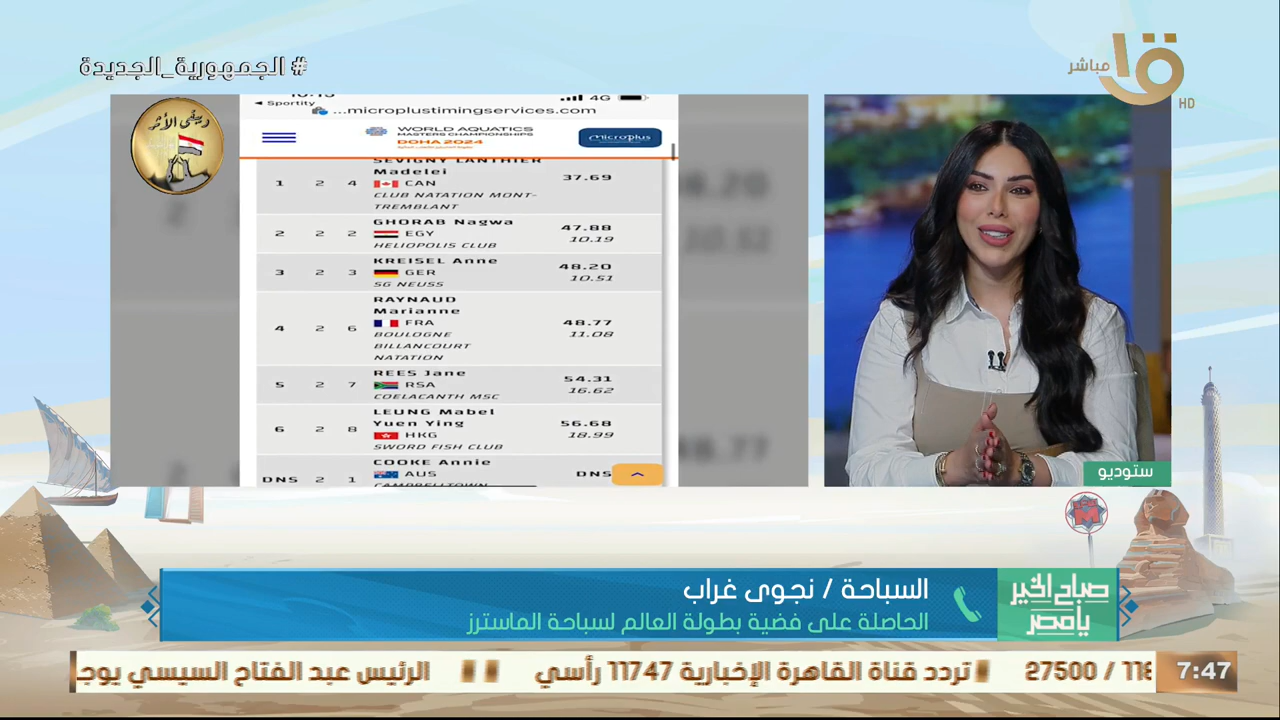 # الجمهورية_الجديدة
مباشر
HD
Sportity
4G
...microplustimingservices.com
WORLD AQUATICS
MASTERS CHAMPIONSHIPS
DOHA 2024
Microplus
SEVIGNY LANTHIER
Madelei
1 2 4 CAN 37.69
CLUB NATATION MONT-
TREMBLANT
GHORAB Nagwa
2 2 2 EGY 47.88
HELIOPOLIS CLUB 10.19
KREISEL Anne
3 2 3 GER 48.20
SG NEUSS 10.51
RAYNAUD
Marianne
4 2 6 FRA 48.77
BOULOGNE 11.08
BILLANCOURT
NATATION
REES Jane
5 2 7 RSA 54.31
COELACANTH MSC 16.62
LEUNG Mabel
Yuen Ying
6 2 8 HKG 56.68
SWORD FISH CLUB 18.99
COOKE Annie
DNS 2 1 AUS DNS
CAMPBELLTOWN
ستوديو
صباح الخير
يا مصر
السباحة / نجوى غراب
الحاصلة على فضية بطولة العالم لسباحة الماسترز
27500 / 116 تردد قناة القاهرة الإخبارية 11747 رأسي الرئيس عبد الفتاح السيسي يوجـ
7:47